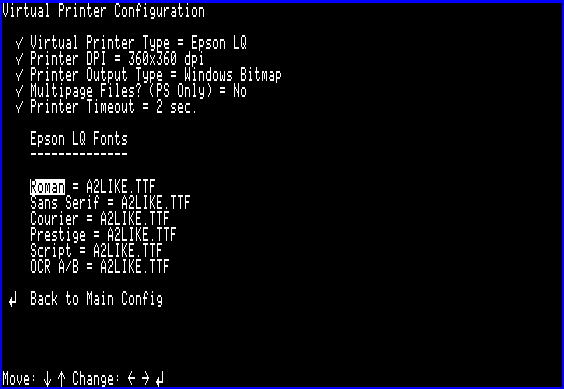 Virtual Printer Configuration
✓ Virtual Printer Type = Epson LQ
✓ Printer DPI = 360x360 dpi
✓ Printer Output Type = Windows Bitmap
✓ Multipage Files? (PS Only) = No
✓ Printer Timeout = 2 sec.
Epson LQ Fonts
--------------
Roman = A2LIKE.TTF
Sans Serif = A2LIKE.TTF
Courier = A2LIKE.TTF
Prestige = A2LIKE.TTF
Script = A2LIKE.TTF
OCR A/B = A2LIKE.TTF
↲ Back to Main Config
Move: ↓ ↑ Change: ← → ↲